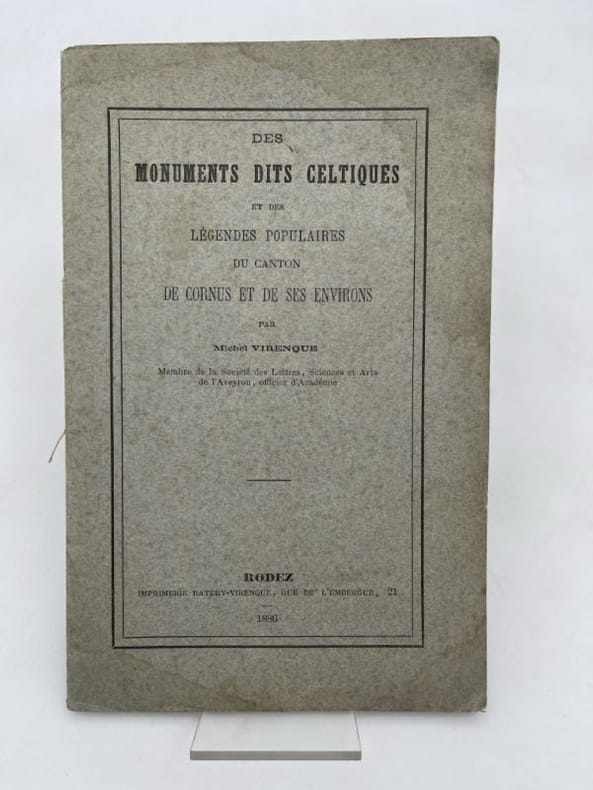 DES
MONUMENTS DITS CELTIQUES
ET DES
LÉGENDES POPULAIRES
DU CANTON
DE CORNUS ET DE SES ENVIRONS
PAR
Michel VIRENQUE
Membre de la Société des Lettres, Sciences et Arts
de l'Aveyron, officier d'Académie
RODEZ
IMPRIMERIE RATERY-VIRENQUE, RUE DE L'EMBERGUE, 21
1886